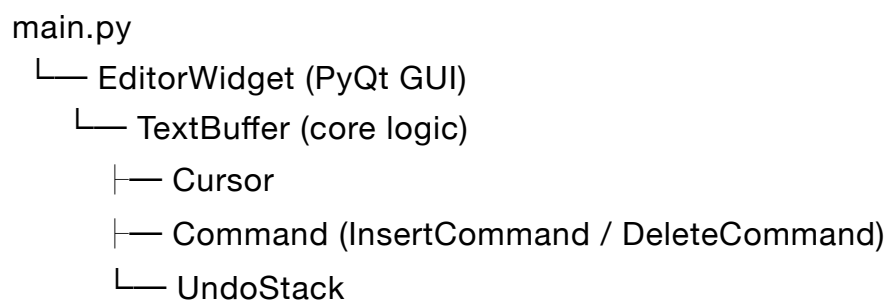 main.py
└── EditorWidget (PyQt GUI)
└── TextBuffer (core logic)
├── Cursor
├── Command (InsertCommand / DeleteCommand)
└── UndoStack